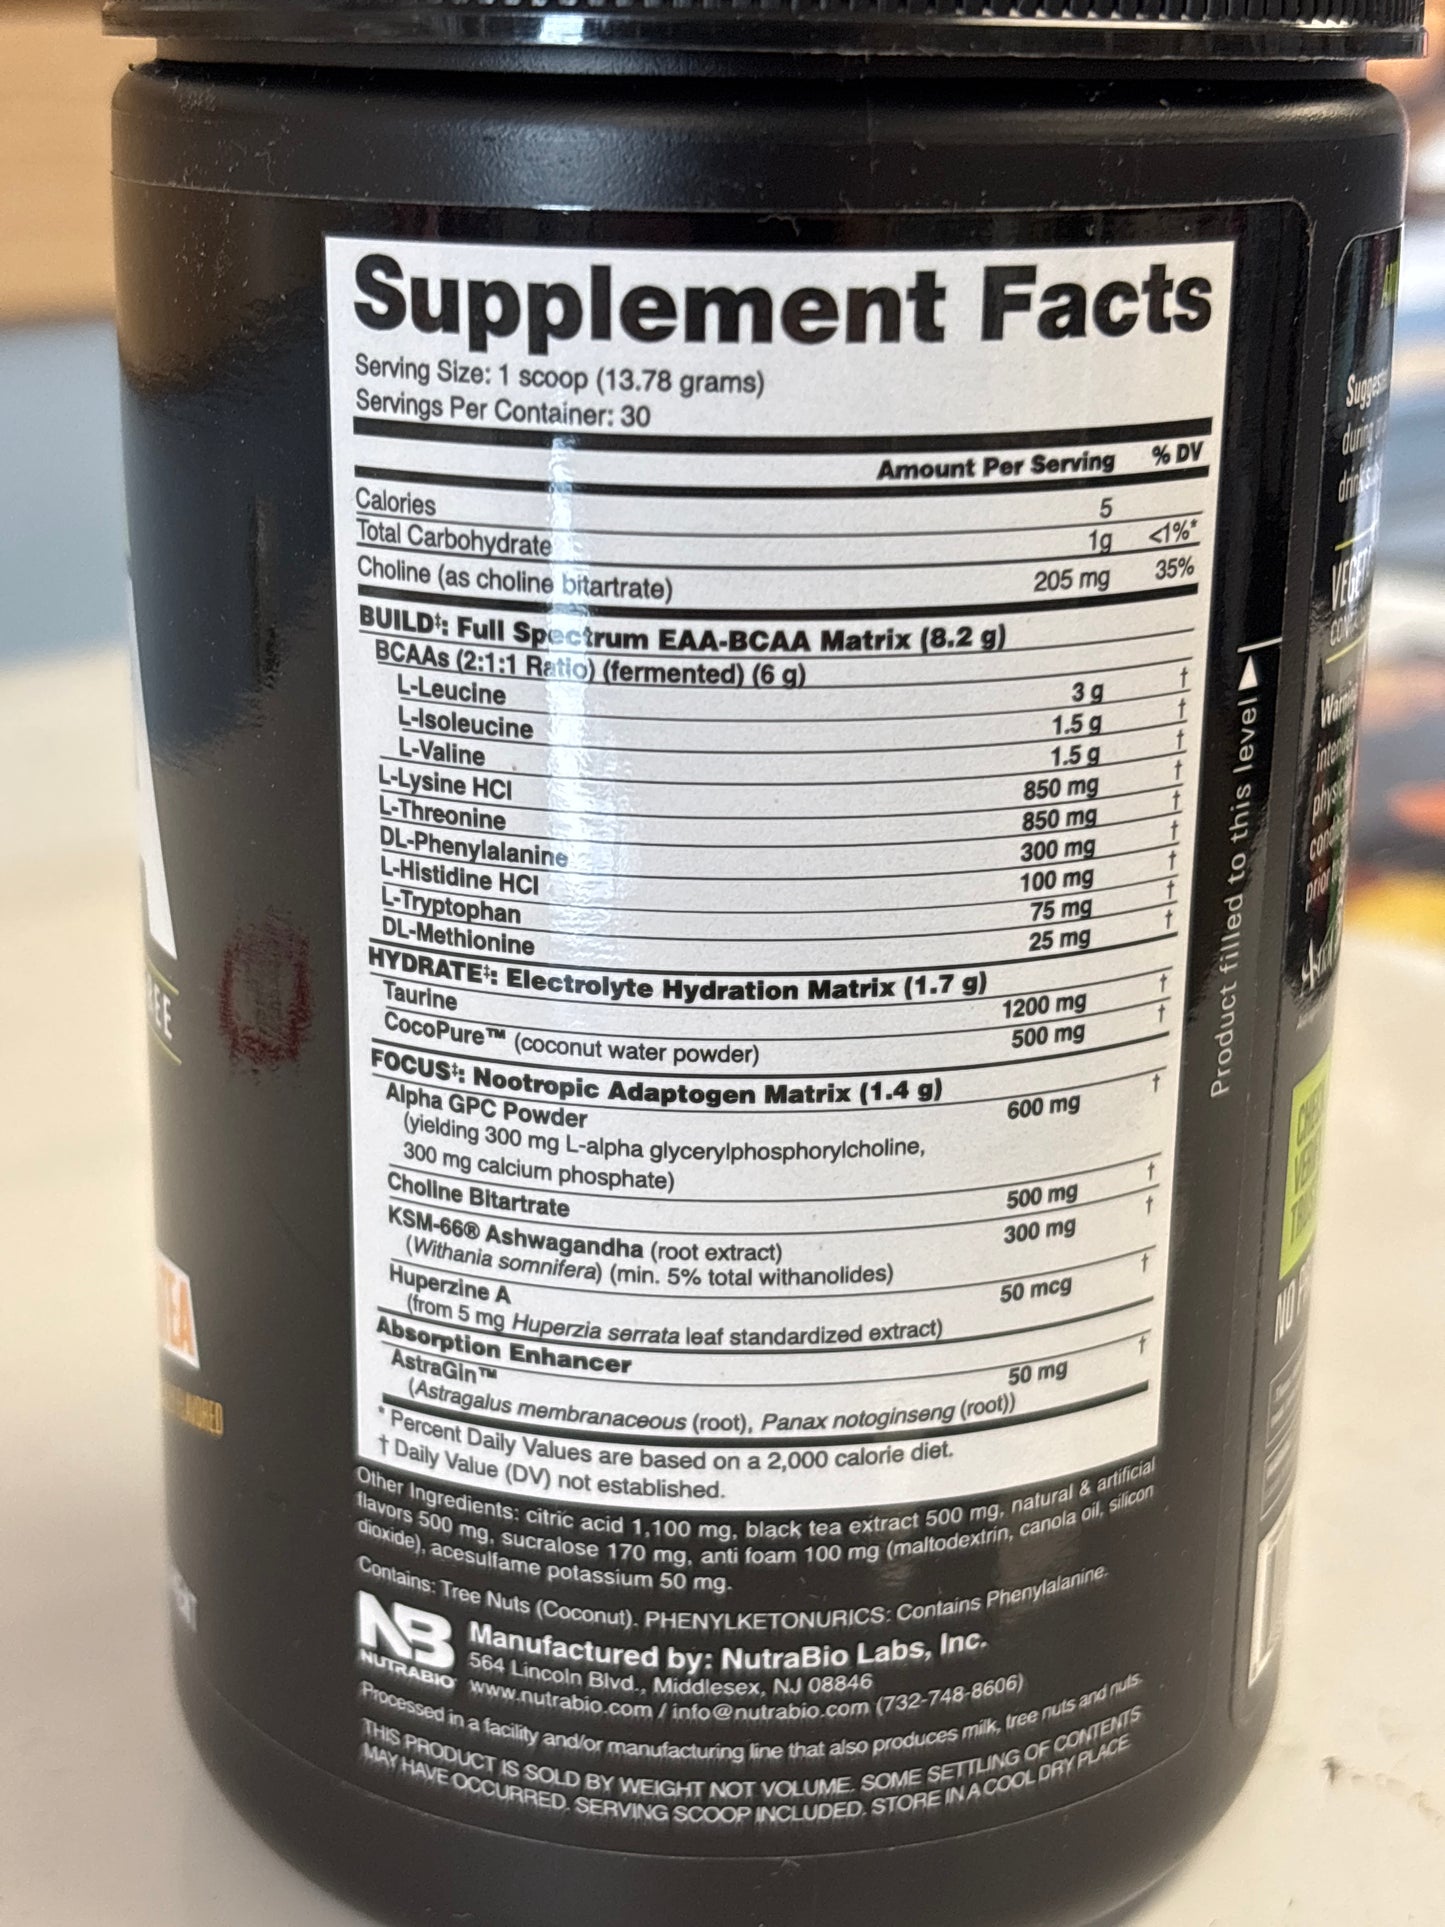 Supplement Facts
Serving Size: 1 scoop (13.78 grams)
Servings Per Container: 30
Amount Per Serving % DV
Calories 5
Total Carbohydrate 1g <1%*
Choline (as choline bitartrate) 205 mg 35%
BUILD‡: Full Spectrum EAA-BCAA Matrix (8.2 g)
BCAAs (2:1:1 Ratio) (fermented) (6 g)
L-Leucine 3 g †
L-Isoleucine 1.5 g †
L-Valine 1.5 g †
L-Lysine HCl 850 mg †
L-Threonine 850 mg †
DL-Phenylalanine 300 mg †
L-Histidine HCl 100 mg †
L-Tryptophan 75 mg †
DL-Methionine 25 mg †
HYDRATE‡: Electrolyte Hydration Matrix (1.7 g)
Taurine 1200 mg †
CocoPure™ (coconut water powder) 500 mg †
FOCUS‡: Nootropic Adaptogen Matrix (1.4 g)
Alpha GPC Powder 600 mg †
(yielding 300 mg L-alpha glycerylphosphorylcholine,
300 mg calcium phosphate)
Choline Bitartrate 500 mg †
KSM-66® Ashwagandha (root extract) 300 mg †
(Withania somnifera) (min. 5% total withanolides)
Huperzine A 50 mcg †
(from 5 mg Huperzia serrata leaf standardized extract)
Absorption Enhancer
AstraGin™ 50 mg †
(Astragalus membranaceous (root), Panax notoginseng (root))
* Percent Daily Values are based on a 2,000 calorie diet.
† Daily Value (DV) not established.
Other Ingredients: citric acid 1,100 mg, black tea extract 500 mg, natural & artificial
flavors 500 mg, sucralose 170 mg, anti foam 100 mg (maltodextrin, canola oil, silicon
dioxide), acesulfame potassium 50 mg.
Contains: Tree Nuts (Coconut). PHENYLKETONURICS: Contains Phenylalanine.
NB
NUTRABIO
Manufactured by: NutraBio Labs, Inc.
564 Lincoln Blvd., Middlesex, NJ 08846
www.nutrabio.com / info@nutrabio.com (732-748-8606)
Processed in a facility and/or manufacturing line that also produces milk, tree nuts and nuts.
THIS PRODUCT IS SOLD BY WEIGHT NOT VOLUME. SOME SETTLING OF CONTENTS
MAY HAVE OCCURRED. SERVING SCOOP INCLUDED. STORE IN A COOL DRY PLACE.
Product filled to this level
TEA